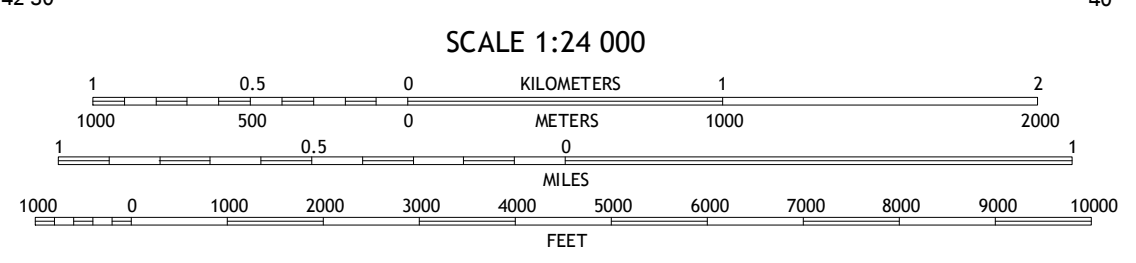 42'30"
40'
SCALE 1:24 000
1 0.5 0 KILOMETERS 1 2
1000 500 0 METERS 1000 2000
1 0.5 0 1
MILES
1000 0 1000 2000 3000 4000 5000 6000 7000 8000 9000 10000
FEET